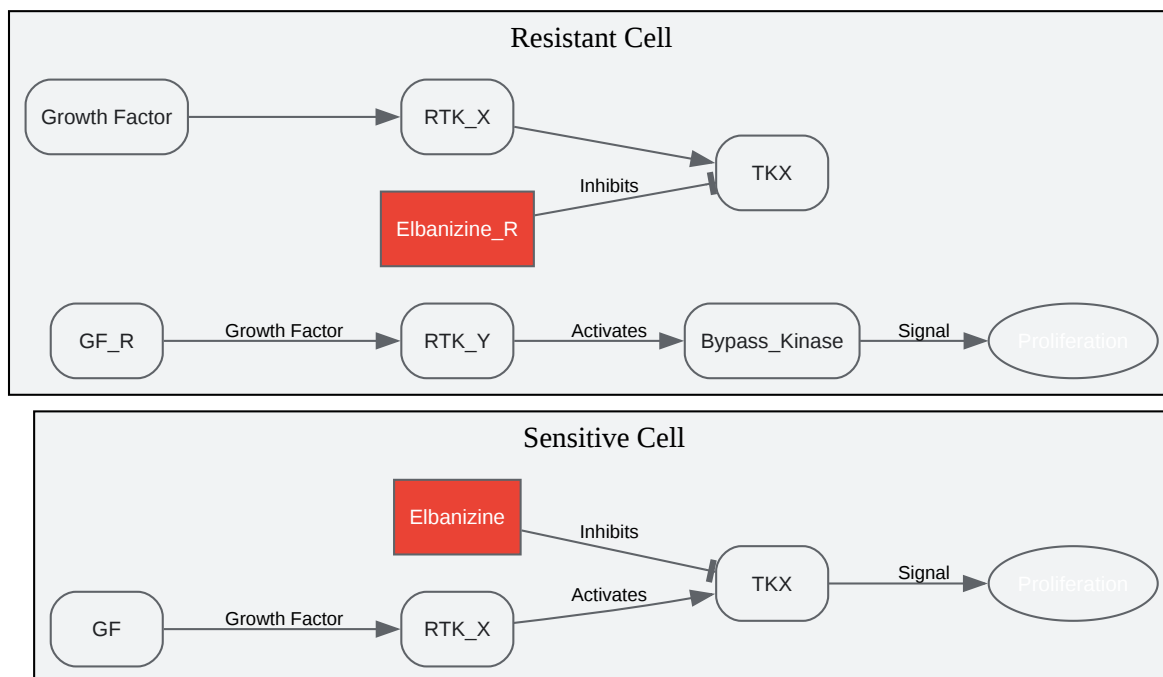 Resistant Cell
Growth Factor
RTK_X
TKX
Inhibits
Elbanizine_R
GF_R
Growth Factor
RTK_Y
Activates
Bypass_Kinase
Signal
Proliferation
Sensitive Cell
Elbanizine
Inhibits
GF
Growth Factor
RTK_X
Activates
TKX
Signal
Proliferation